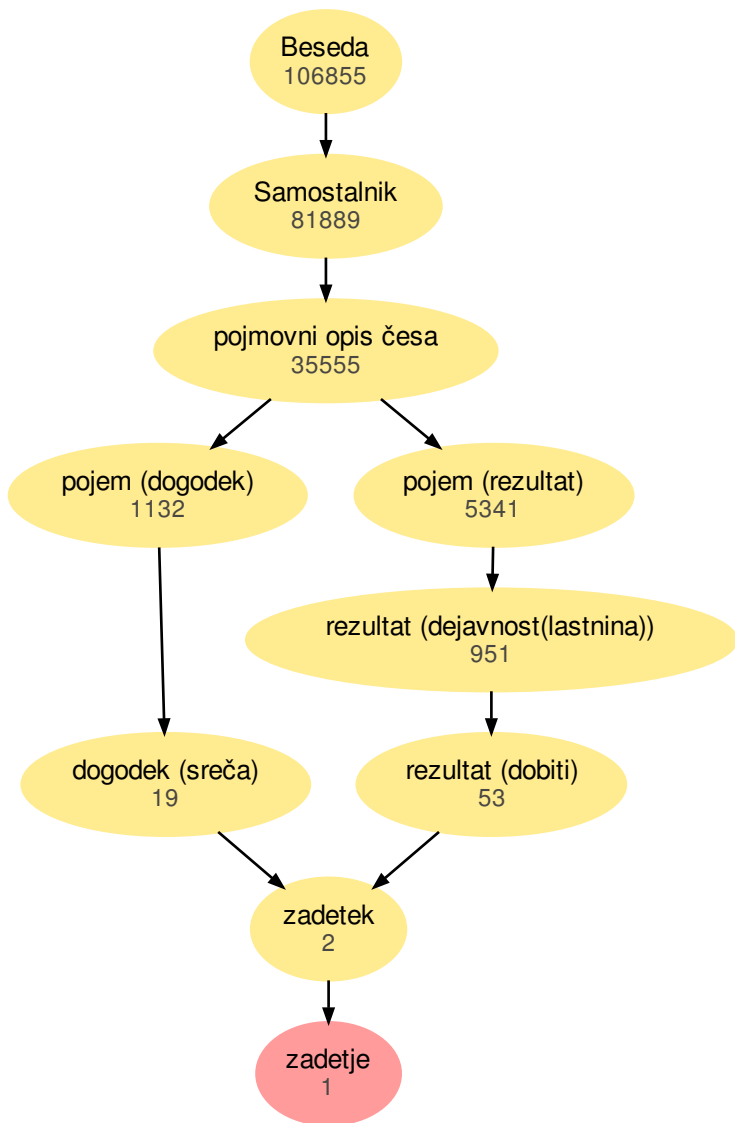 Beseda
106855
Samostalnik
81889
pojmovni opis česa
35555
pojem (dogodek)
1132
pojem (rezultat)
5341
rezultat (dejavnost(lastnina))
951
dogodek (sreča)
19
rezultat (dobiti)
53
zadetek
2
zadetje
1